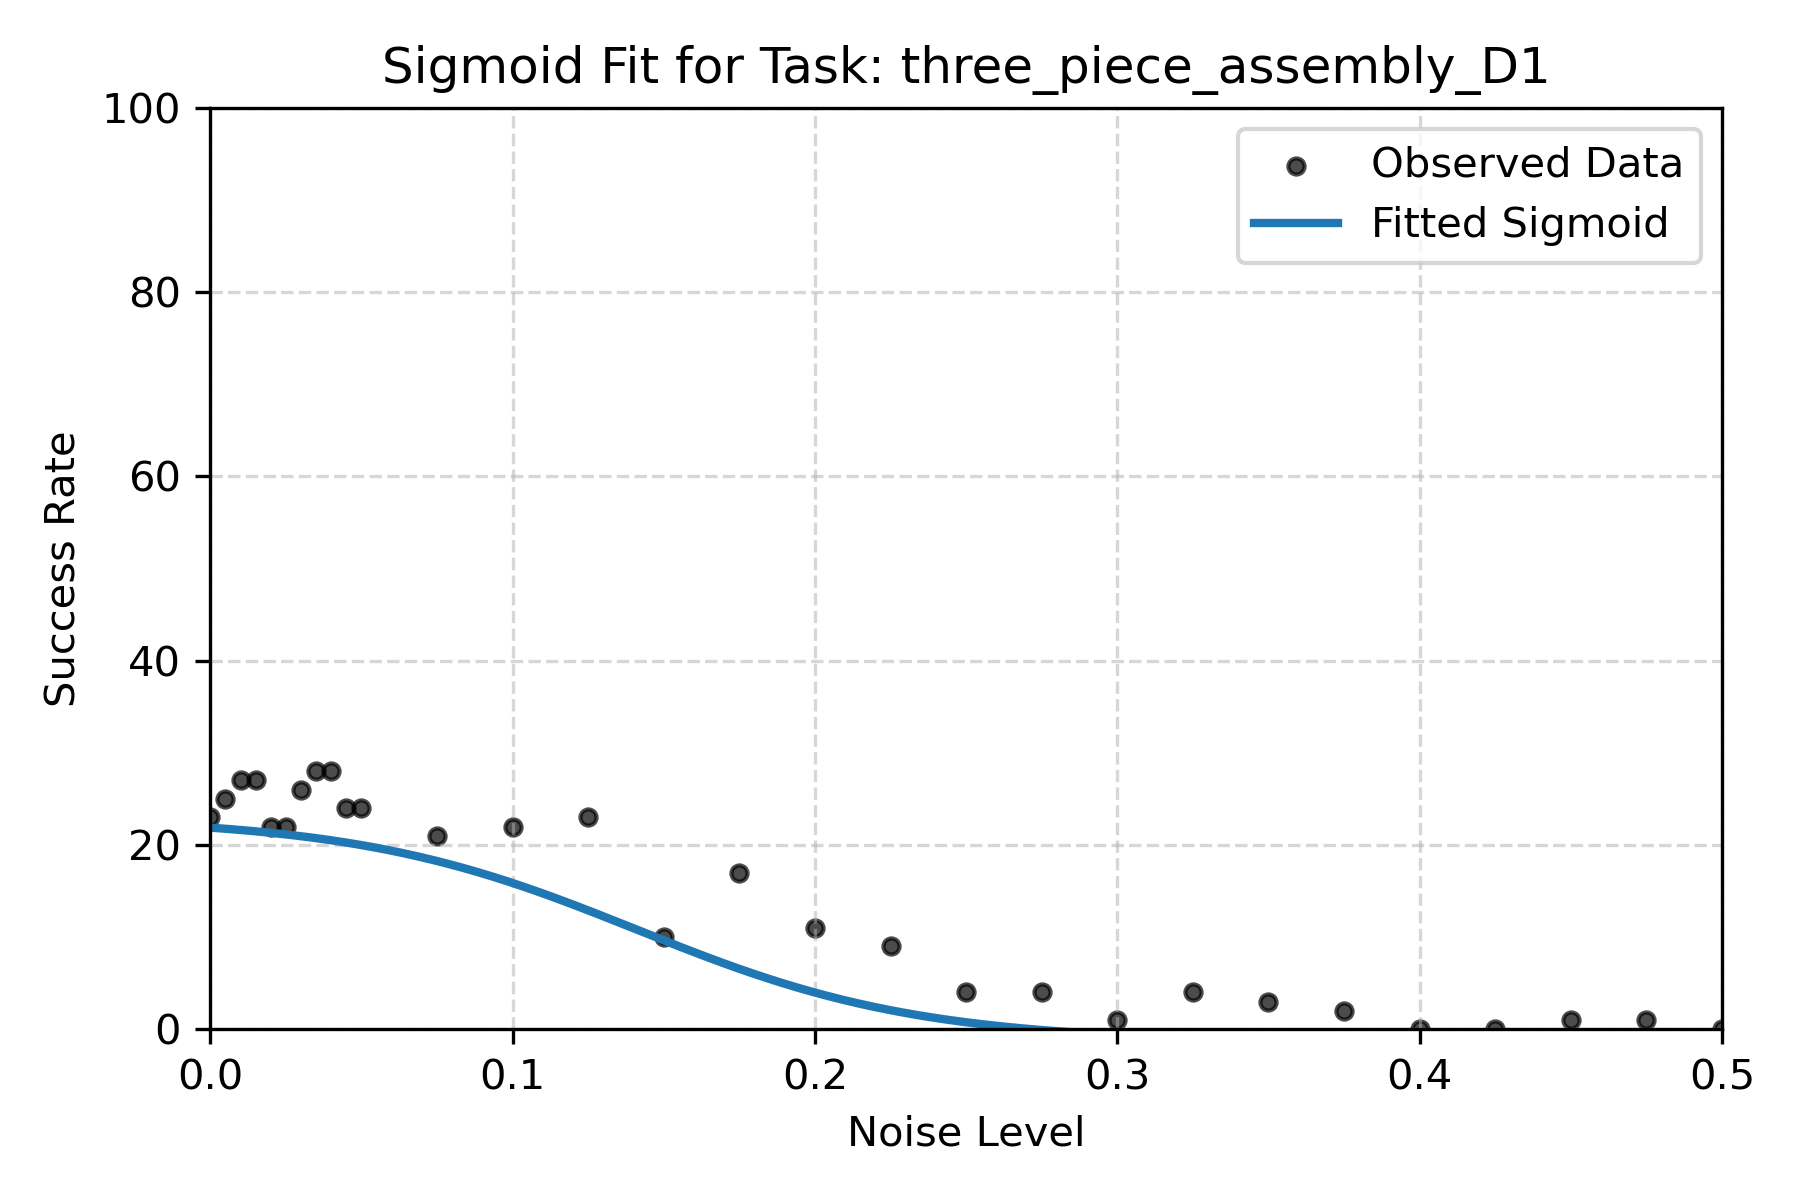 Sigmoid Fit for Task: three_piece_assembly_D1
100
80
60
40
20
0
Success Rate
Observed Data
Fitted Sigmoid
0.0 0.1 0.2 0.3 0.4 0.5
Noise Level